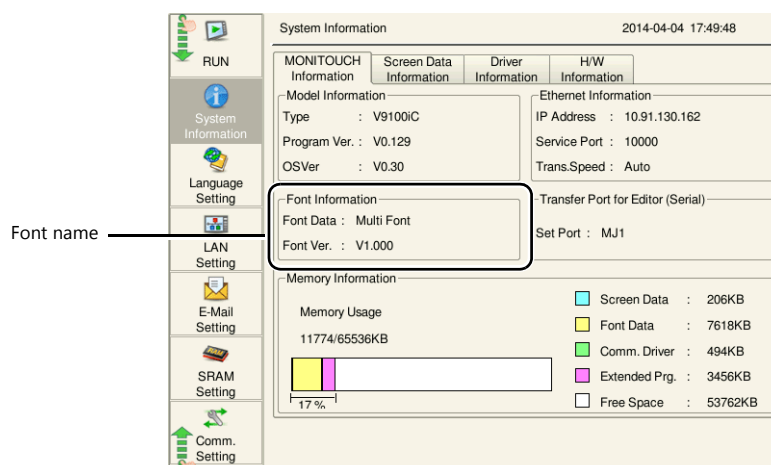 System Information 2014-04-04 17:49:48
RUN
System
Information
Language
Setting
LAN
Setting
E-Mail
Setting
SRAM
Setting
Comm.
Setting
Font name
MONITOUCH
Information
Screen Data
Information
Driver
Information
H/W
Information
Model Information
Type : V9100iC
Program Ver. : V0.129
OSVer : V0.30
Ethernet Information
IP Address : 10.91.130.162
Service Port : 10000
Trans.Speed : Auto
Font Information
Font Data : Multi Font
Font Ver. : V1.000
Transfer Port for Editor (Serial)
Set Port : MJ1
Memory Information
Memory Usage
11774/65536KB
17 %
Screen Data : 206KB
Font Data : 7618KB
Comm. Driver : 494KB
Extended Prg. : 3456KB
Free Space : 53762KB